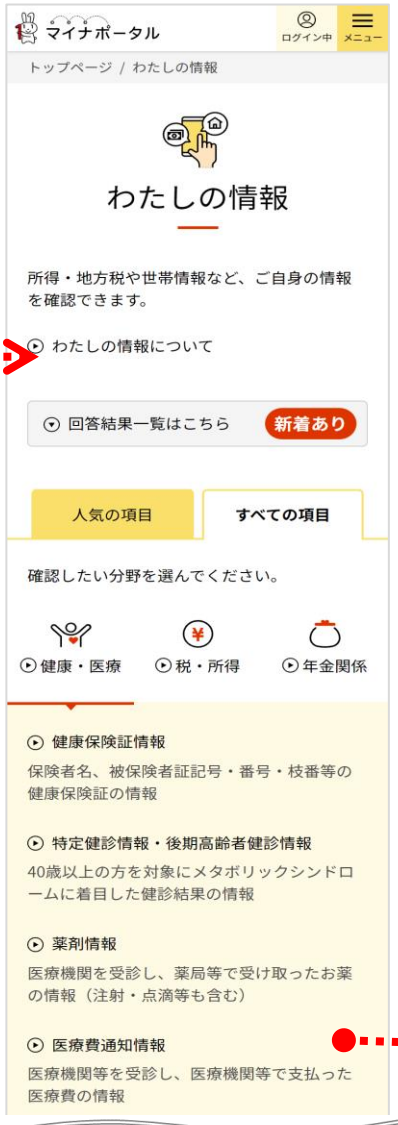 マイナポータル
ログイン中
メニュー
トップページ / わたしの情報
わたしの情報
所得・地方税や世帯情報など、ご自身の情報
を確認できます。
わたしの情報について
回答結果一覧はこちら 新着あり
人気の項目 すべての項目
確認したい分野を選んでください。
健康・医療 税・所得 年金関係
健康保険証情報
保険者名、被保険者証記号・番号・枝番等の
健康保険証の情報
特定健診情報・後期高齢者健診情報
40歳以上の方を対象にメタボリックシンドロ
ームに着目した健診結果の情報
薬剤情報
医療機関を受診し、薬局等で受け取ったお薬
の情報（注射・点滴等も含む）
医療費通知情報
医療機関等を受診し、医療機関等で支払った
医療費の情報